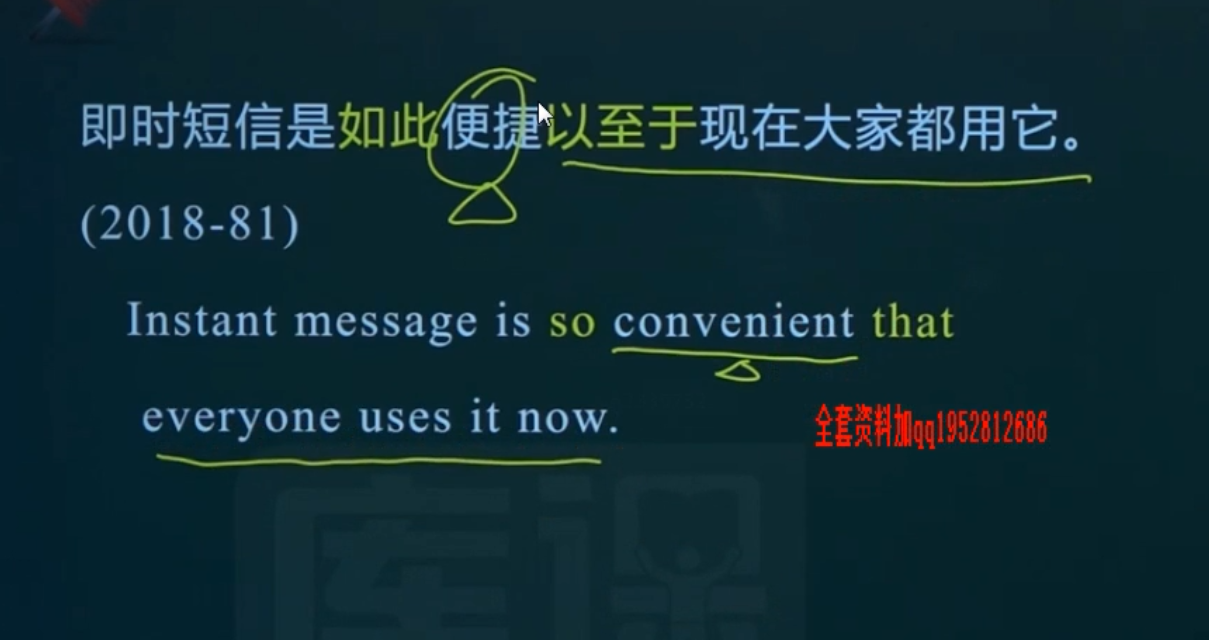 即时短信是如此便捷以至于现在大家都用它。
(2018-81)
Instant message is so convenient that
everyone uses it now.
全套资料加qq1952812686
库课